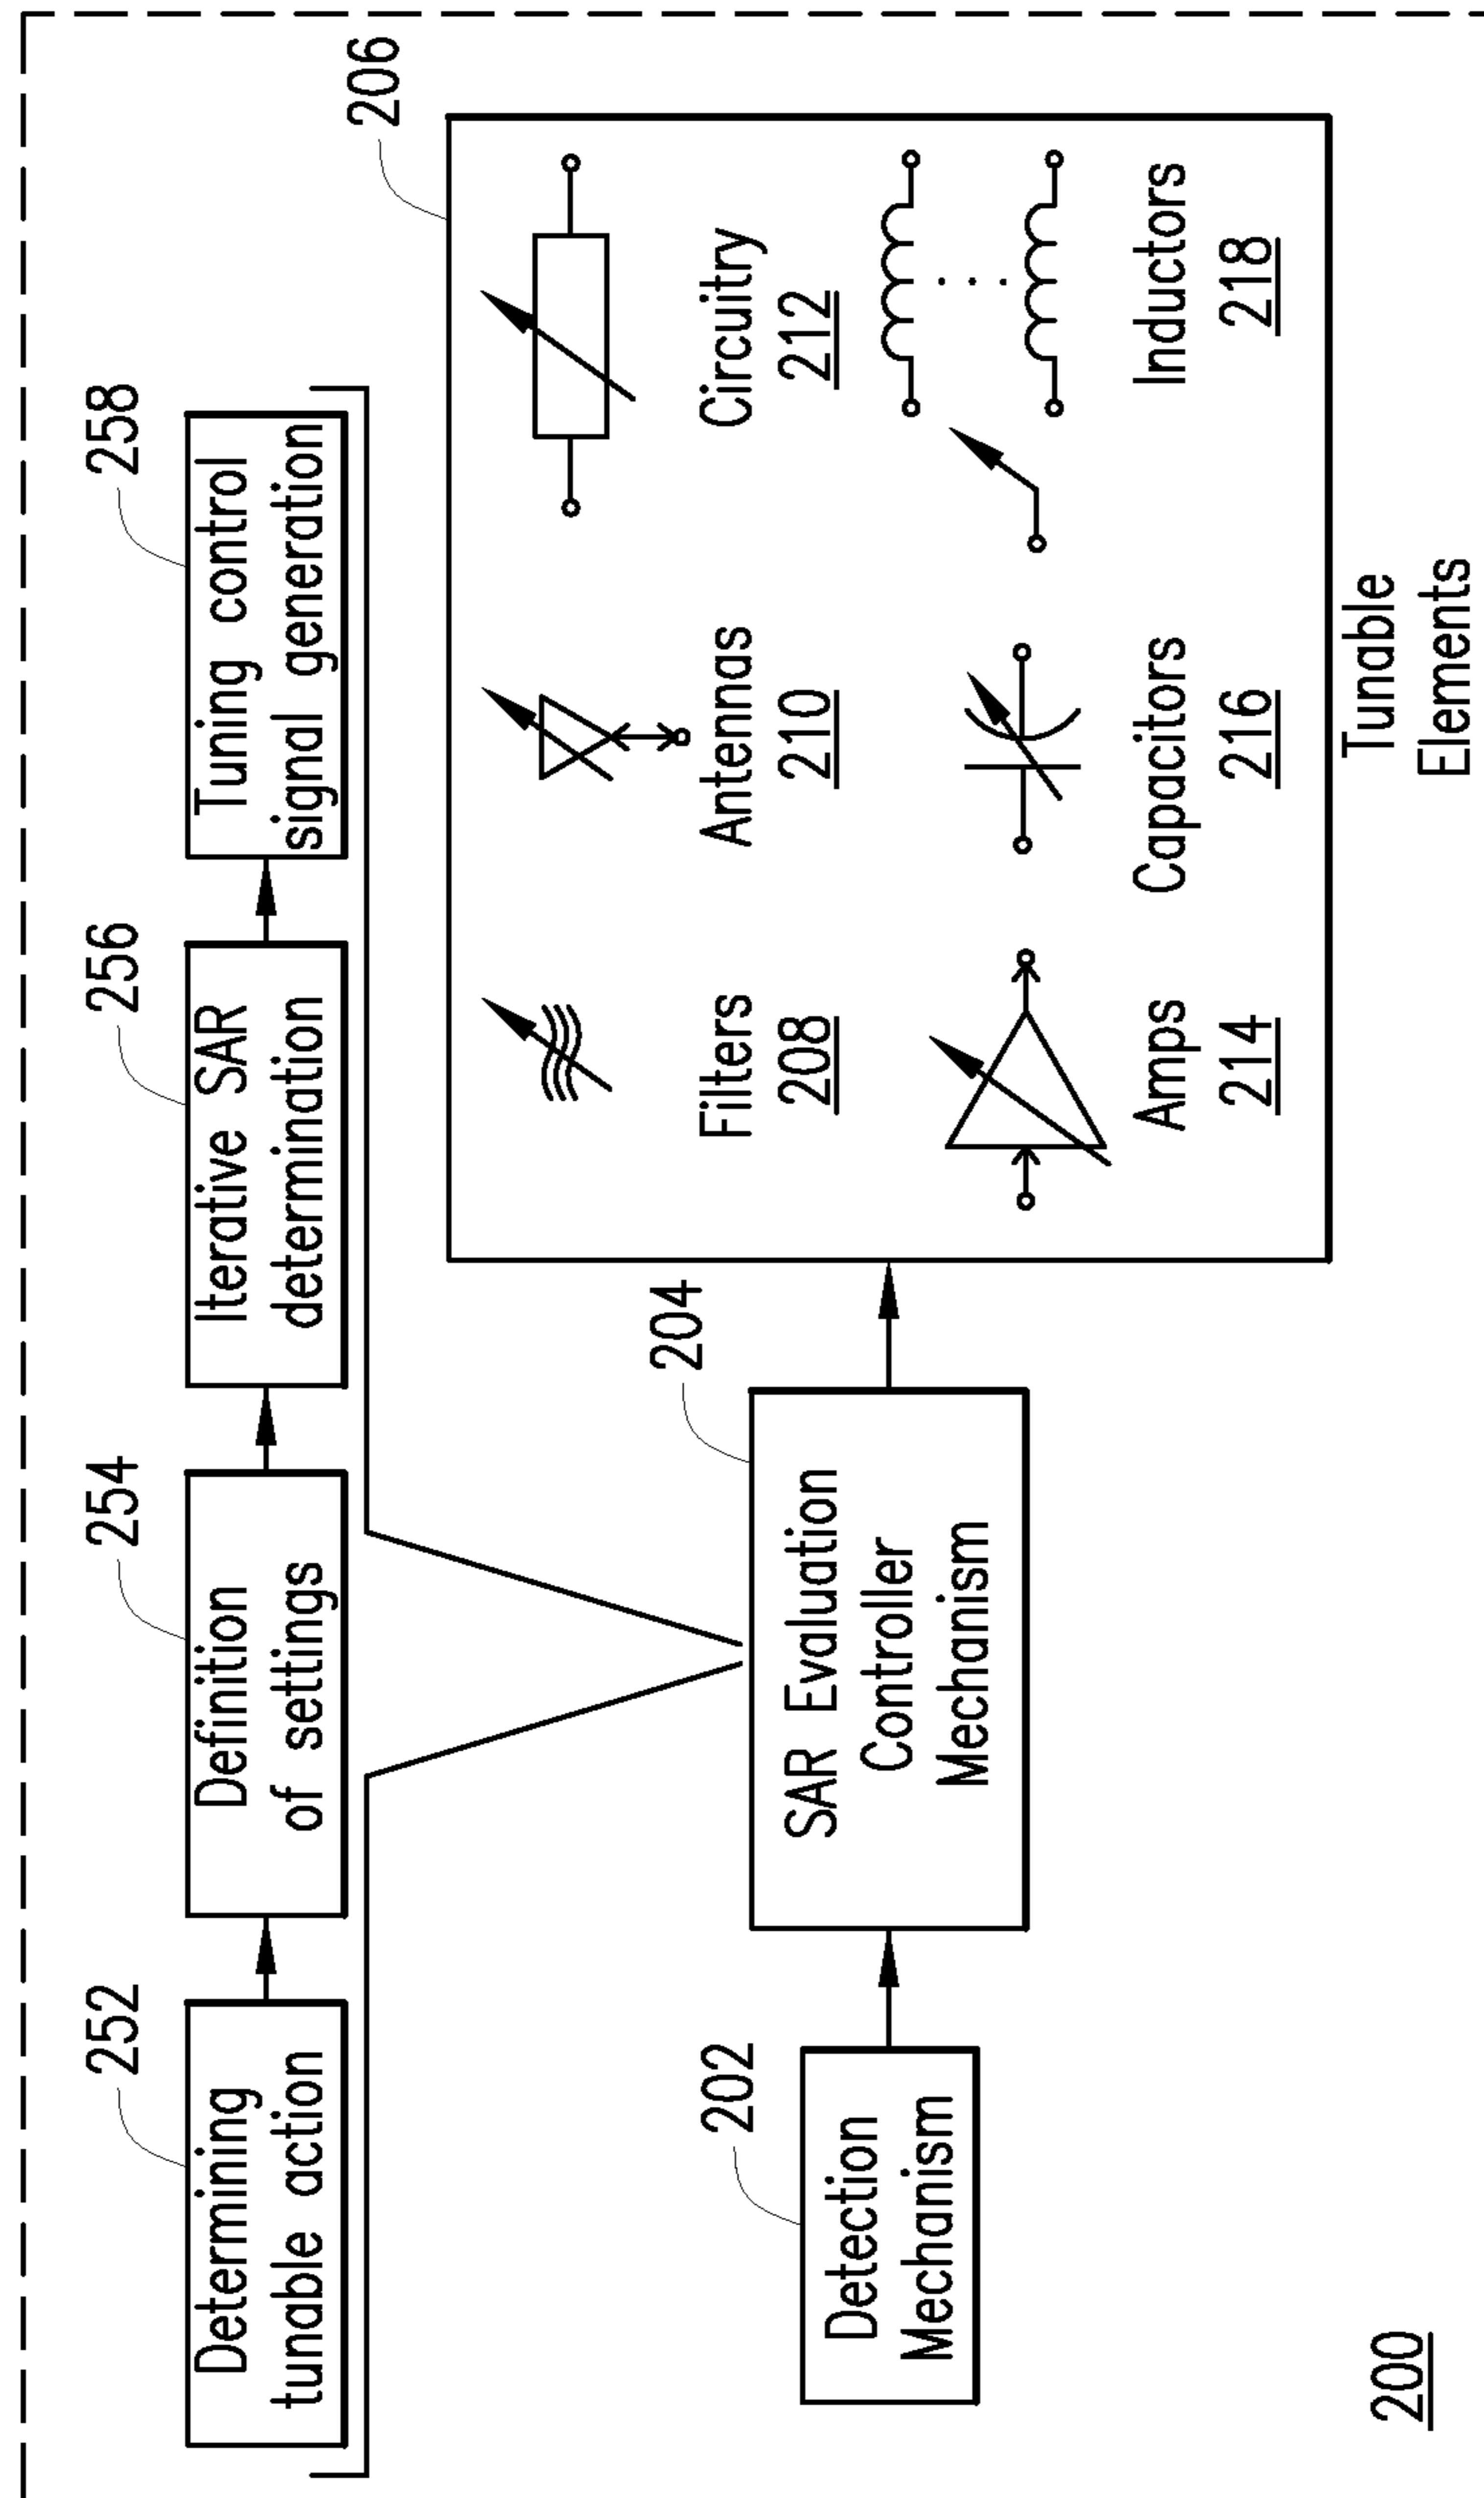 252
254
256
258
Determining
tunable action
Definition
of settings
Iterative SAR
determination
Tuning control
signal generation
206
202
Detection
Mechanism
204
SAR Evaluation
Controller
Mechanism
Filters
208
Antennas
210
Circuitry
212
Amps
214
Capacitors
216
Inductors
218
Tunable
Elements
200